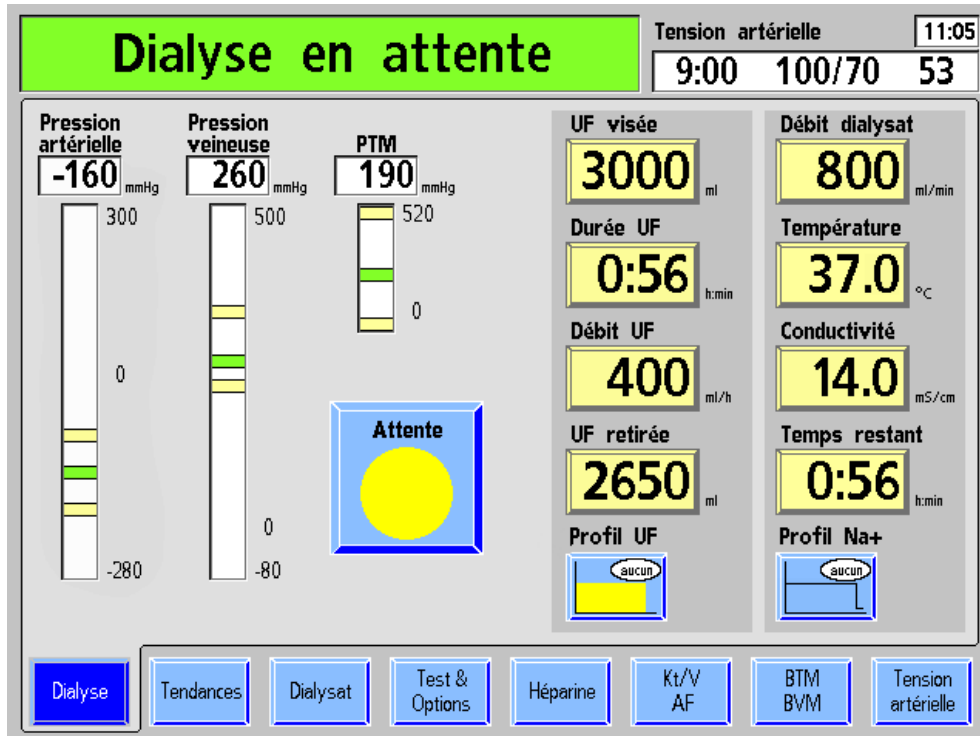 Dialyse en attente
Tension artérielle
11:05
9:00 100/70 53
Pression
artérielle
-160 mmHg
300
0
-280
Pression
veineuse
260 mmHg
500
0
-80
PTM
190 mmHg
520
0
Attente
UF visée
3000 ml
Durée UF
0:56 h:min
Débit UF
400 ml/h
UF retirée
2650 ml
Profil UF
aucun
Débit dialysat
800 ml/min
Température
37.0 °C
Conductivité
14.0 mS/cm
Temps restant
0:56 h:min
Profil Na+
aucun
Dialyse
Tendances
Dialysat
Test &
Options
Héparine
Kt/V
AF
BTM
BVM
Tension
artérielle